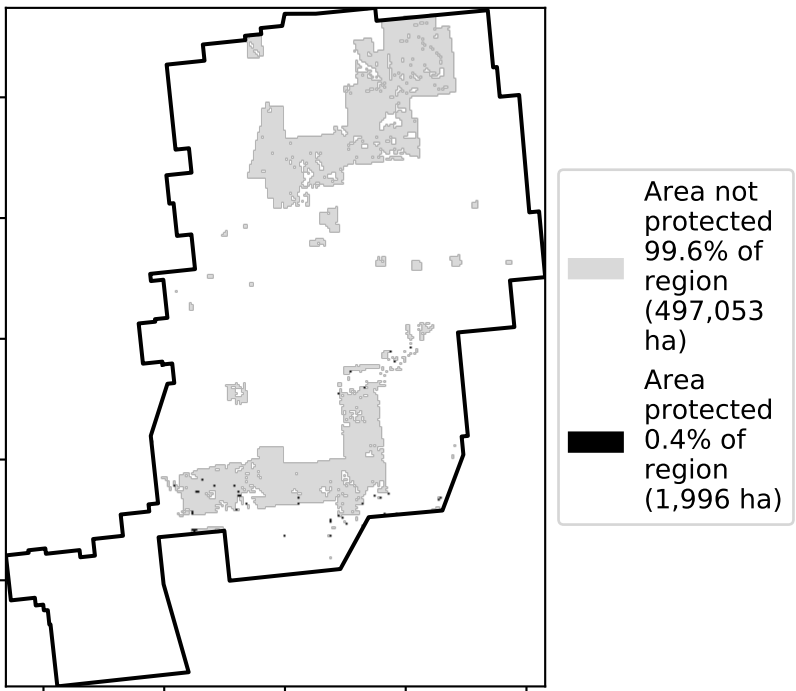 Area not
protected
99.6% of
region
(497,053
ha)
Area
protected
0.4% of
region
(1,996 ha)